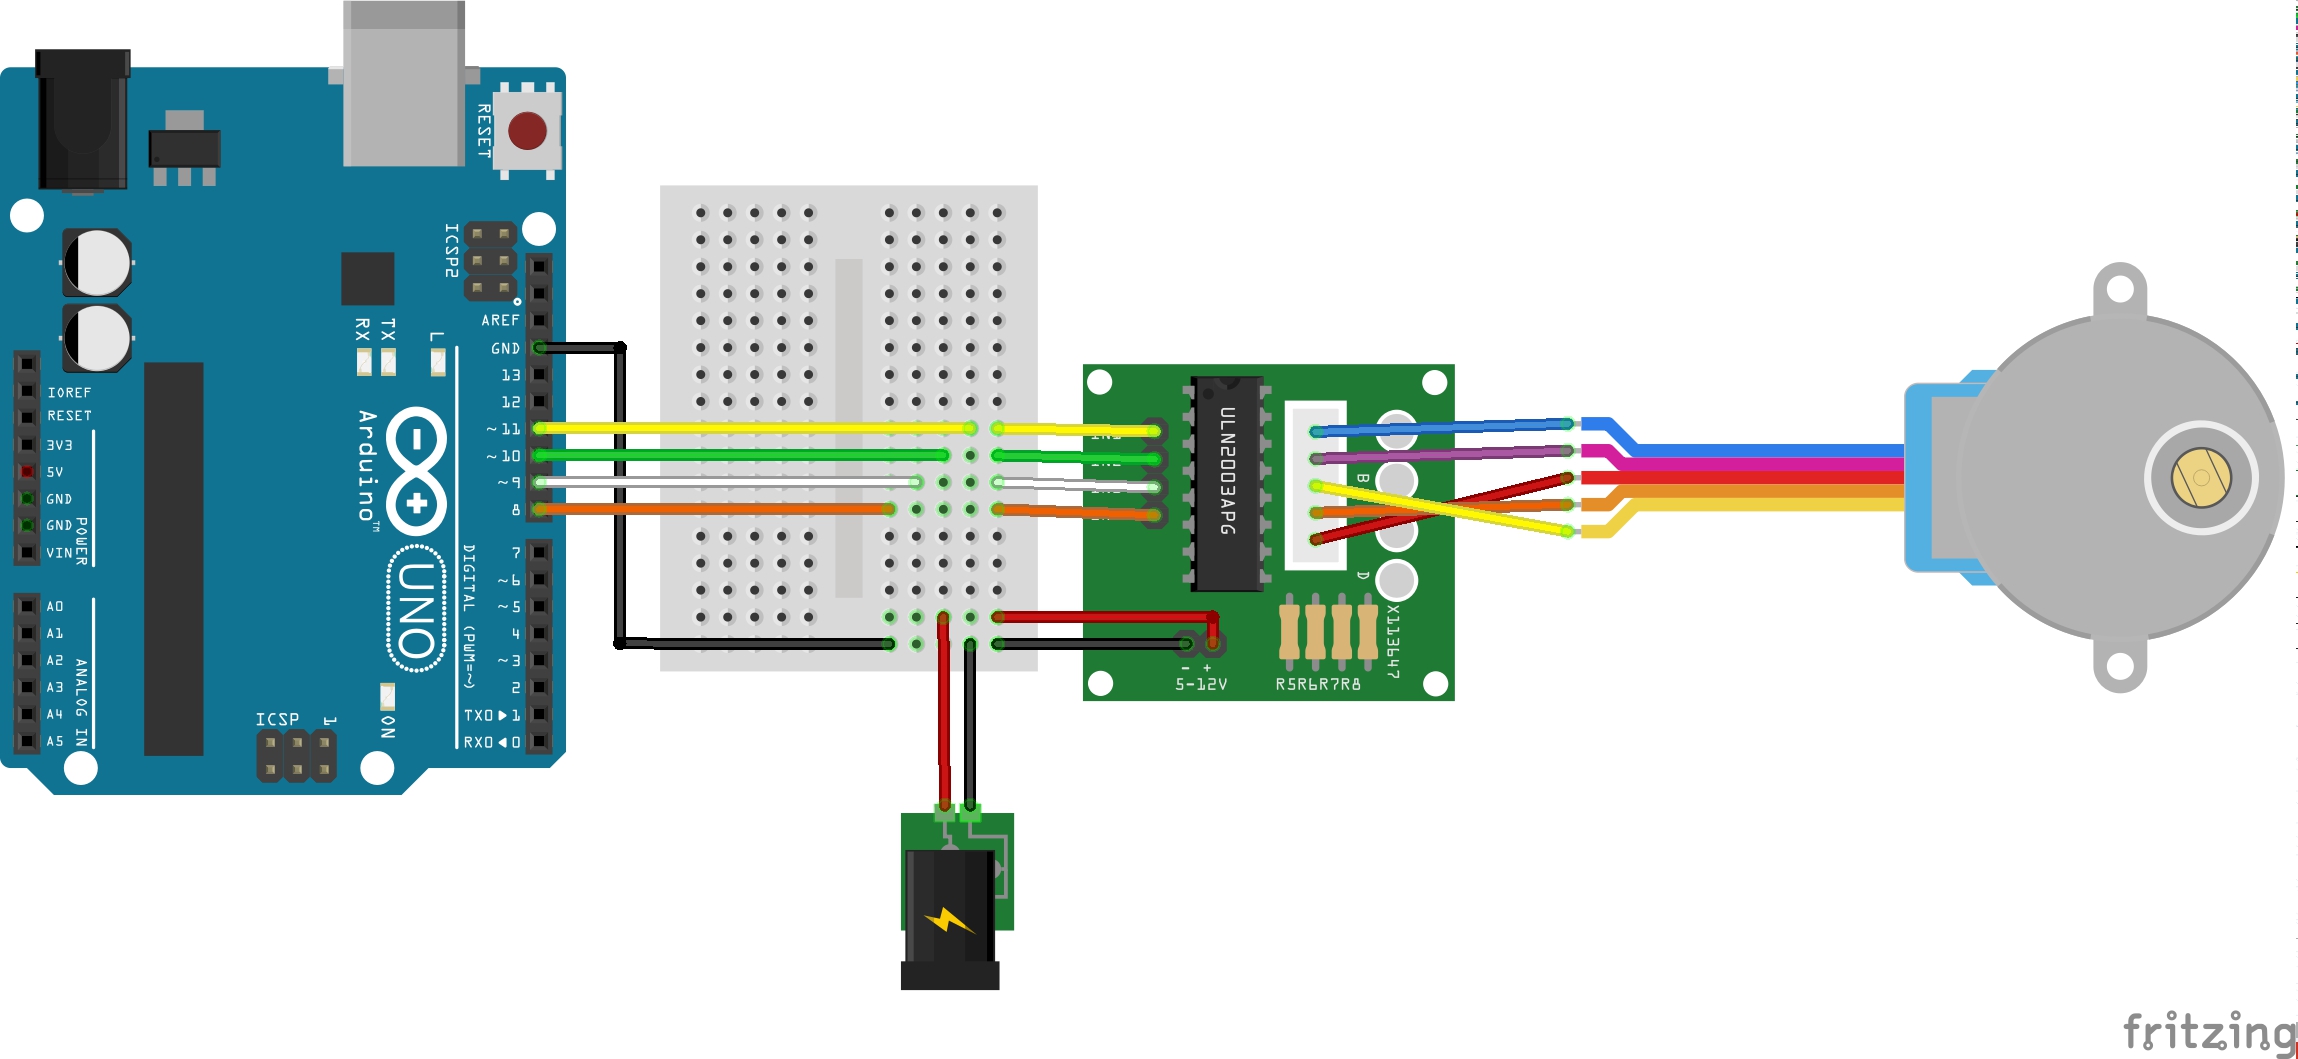 RESET
ICSP2
RX
TX
L
AREF
GND
13
12
~11
~10
~9
8
7
~6
~5
4
~3
2
TX0▶1
RX0◀0
DIGITAL (PWM=~)
Arduino™
UNO
ON
IOREF
RESET
3V3
5V
GND
GND
VIN
POWER
A0
A1
A2
A3
A4
A5
ANALOG IN
ICSP
1
ULN2003APG
B
D
X113647
- +
5-12V
R5R6R7R8
fritzing